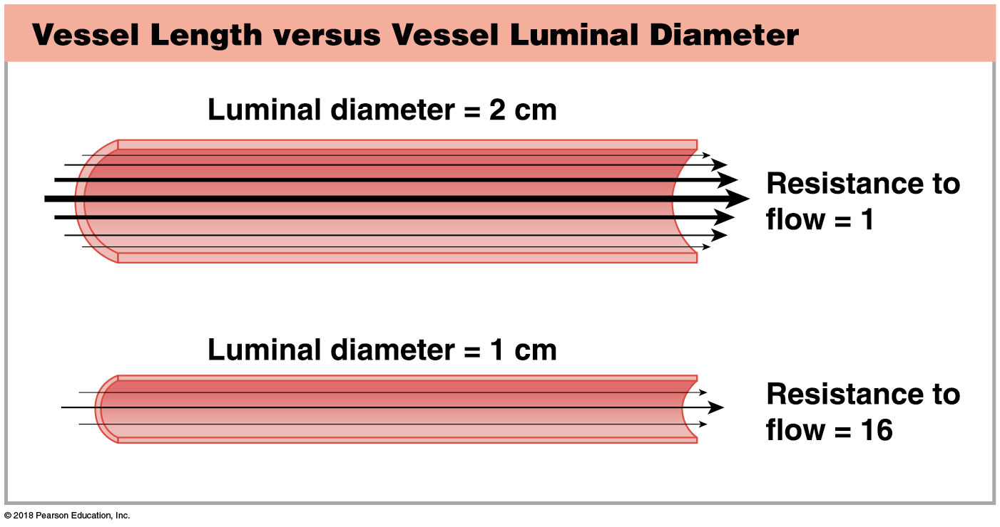 Vessel Length versus Vessel Luminal Diameter
Luminal diameter = 2 cm
Resistance to
flow = 1
Luminal diameter = 1 cm
Resistance to
flow = 16
© 2018 Pearson Education, Inc.